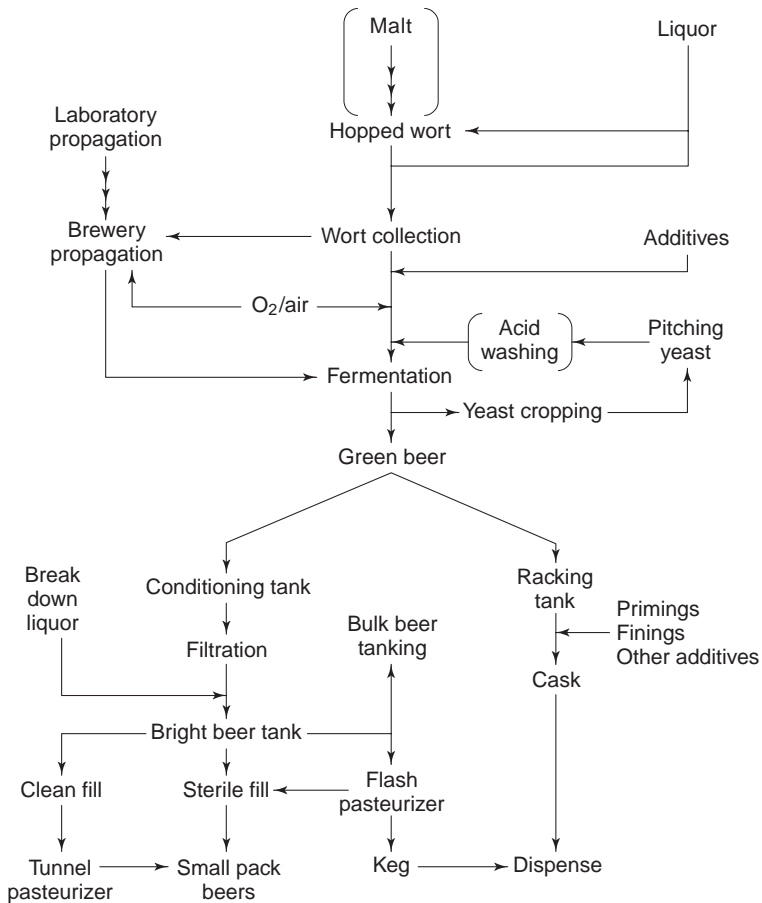 Malt
Liquor
Laboratory
propagation
Hopped wort
Brewery
propagation
Wort collection
Additives
O₂/air
Acid
washing
Pitching
yeast
Fermentation
Yeast cropping
Green beer
Break
down
liquor
Conditioning tank
Racking
tank
Primings
Finings
Other additives
Bulk beer
tanking
Filtration
Cask
Bright beer tank
Clean fill
Sterile fill
Flash
pasteurizer
Tunnel
pasteurizer
Small pack
beers
Keg
Dispense